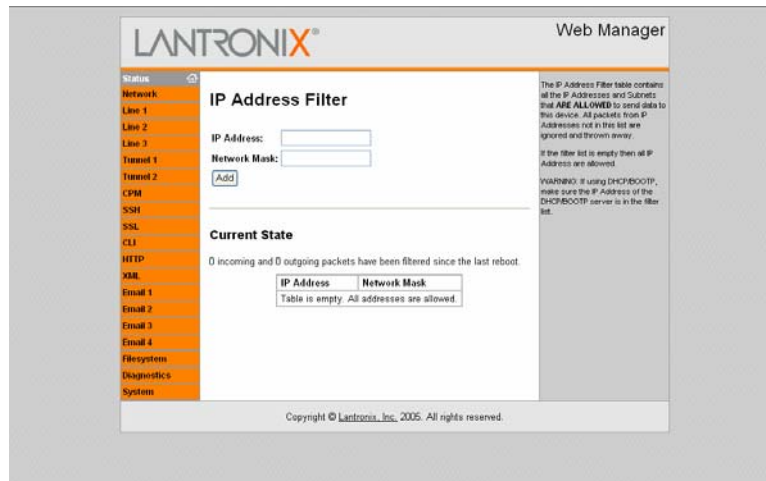 LANTRONIX®
Web Manager
Status
Network
Line 1
Line 2
Line 3
Tunnel 1
Tunnel 2
CPM
SSH
SSL
CLI
HTTP
XML
Email 1
Email 2
Email 3
Email 4
Filesystem
Diagnostics
System
IP Address Filter
IP Address:
Network Mask:
Add
Current State
0 incoming and 0 outgoing packets have been filtered since the last reboot.
IP Address Network Mask
Table is empty. All addresses are allowed.
The IP Address Filter table contains
all the IP Addresses and Subnets
that ARE ALLOWED to send data to
this device. All packets from IP
Addresses not in this list are
ignored and thrown away.
If the filter list is empty then all IP
Address are allowed.
WARNING: If using DHCP/BOOTP,
make sure the IP Address of the
DHCP/BOOTP server is in the filter
list.
Copyright © Lantronix, Inc. 2005. All rights reserved.